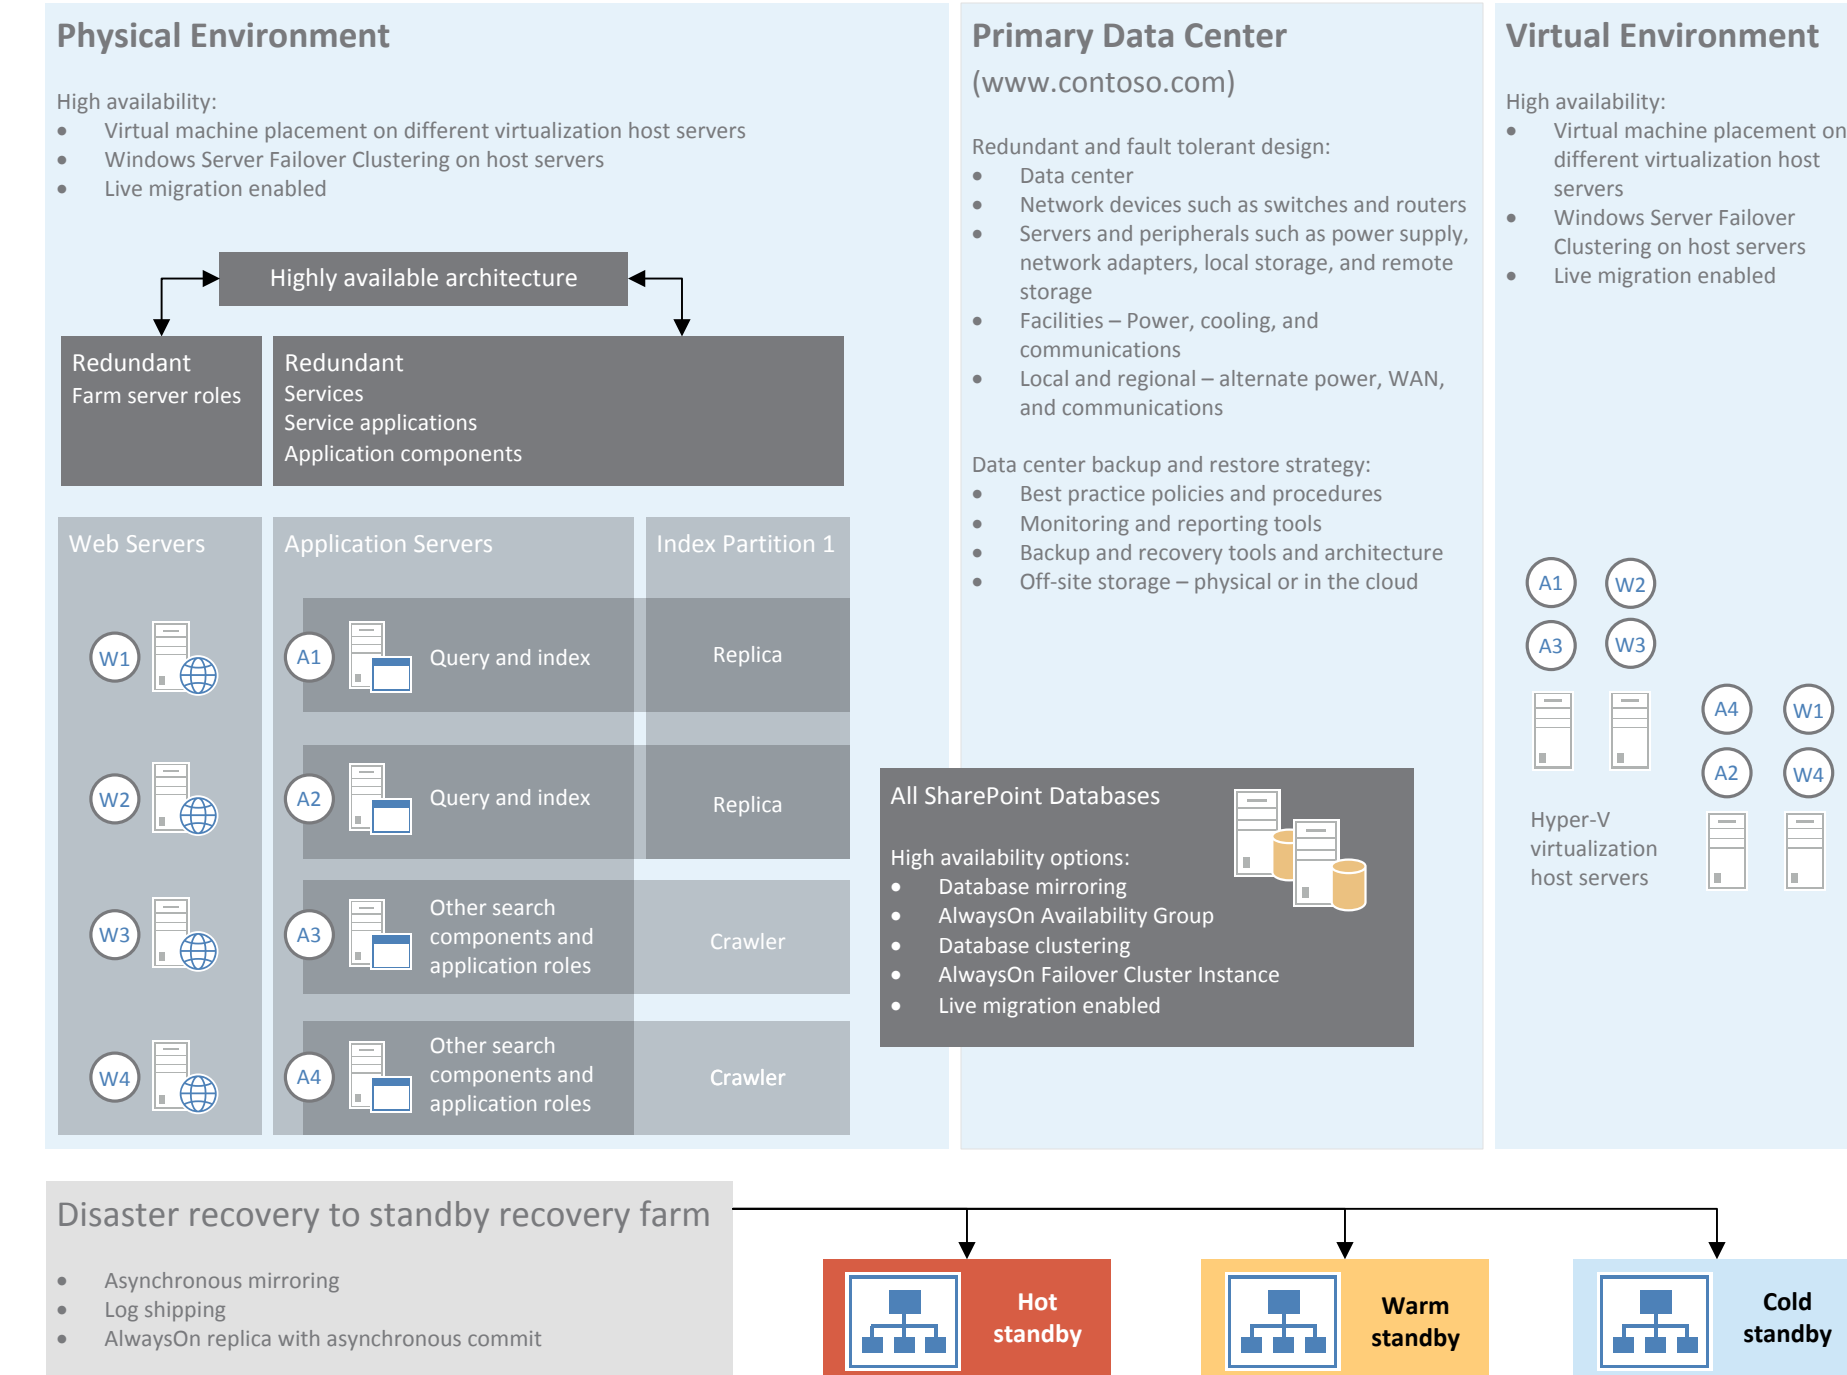 Physical Environment
High availability:
• Virtual machine placement on different virtualization host servers
• Windows Server Failover Clustering on host servers
• Live migration enabled
Highly available architecture
Redundant
Farm server roles
Redundant
Services
Service applications
Application components
Web Servers
Application Servers
Index Partition 1
W1
A1
Query and index
Replica
W2
A2
Query and index
Replica
W3
A3
Other search
components and
application roles
Crawler
W4
A4
Other search
components and
application roles
Crawler
Primary Data Center
(www.contoso.com)
Redundant and fault tolerant design:
• Data center
• Network devices such as switches and routers
• Servers and peripherals such as power supply,
network adapters, local storage, and remote
storage
• Facilities – Power, cooling, and
communications
• Local and regional – alternate power, WAN,
and communications
Data center backup and restore strategy:
• Best practice policies and procedures
• Monitoring and reporting tools
• Backup and recovery tools and architecture
• Off-site storage – physical or in the cloud
All SharePoint Databases
High availability options:
• Database mirroring
• AlwaysOn Availability Group
• Database clustering
• AlwaysOn Failover Cluster Instance
• Live migration enabled
Virtual Environment
High availability:
• Virtual machine placement on
different virtualization host
servers
• Windows Server Failover
Clustering on host servers
• Live migration enabled
A1
W2
A3
W3
A4
W1
A2
W4
Hyper-V
virtualization
host servers
Disaster recovery to standby recovery farm
• Asynchronous mirroring
• Log shipping
• AlwaysOn replica with asynchronous commit
Hot
standby
Warm
standby
Cold
standby